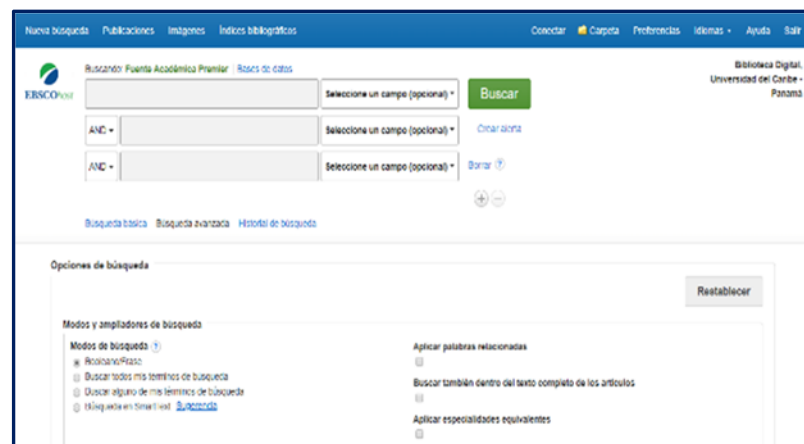 Nueva búsqueda Publicaciones Imágenes Índices bibliográficos Conectar Carpeta Preferencias Idiomas Ayuda Salir
Buscando: Fuente Académica Premier Bases de datos
Biblioteca Digital,
Universidad del Caribe -
Panamá
EBSCOhost
Seleccione un campo (opcional) Buscar
AND Seleccione un campo (opcional) Crear alerta
AND Seleccione un campo (opcional) Borrar ?
Búsqueda básica Búsqueda avanzada Historial de búsqueda
Opciones de búsqueda
Restablecer
Modos y ampliadores de búsqueda
Modos de búsqueda ?
Booleano/Frase
Buscar todos mis términos de búsqueda
Buscar alguno de mis términos de búsqueda
Búsqueda en SmartText Sugerencia
Aplicar palabras relacionadas
Buscar también dentro del texto completo de los artículos
Aplicar especialidades equivalentes